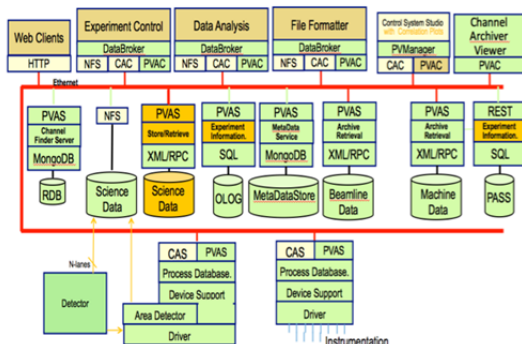 Web Clients
HTTP
Experiment Control
DataBroker
NFS CAC PVAC
Data Analysis
DataBroker
NFS CAC PVAC
File Formatter
DataBroker
NFS CAC PVAC
Control System Studio
with Correlation Plots
PVManager
CAC PVAC
Channel
Archiver
Viewer
PVAC
Ethernet
PVAS
Channel
Finder Server
MongoDB
RDB
NFS
Science
Data
PVAS
Store/Retrieve
XML/RPC
Science
Data
PVAS
Experiment
Information.
SQL
OLOG
PVAS
MetaData
Service
MongoDB
MetaDataStore
PVAS
Archive
Retrieval
XML/RPC
Beamline
Data
PVAS
Archive
Retrieval
XML/RPC
Machine
Data
REST
Experiment
Information.
SQL
PASS
N-lanes
Detector
CAS PVAS
Process Database.
Device Support
Area Detector
Driver
CAS PVAS
Process Database.
Device Support
Driver
Instrumentation